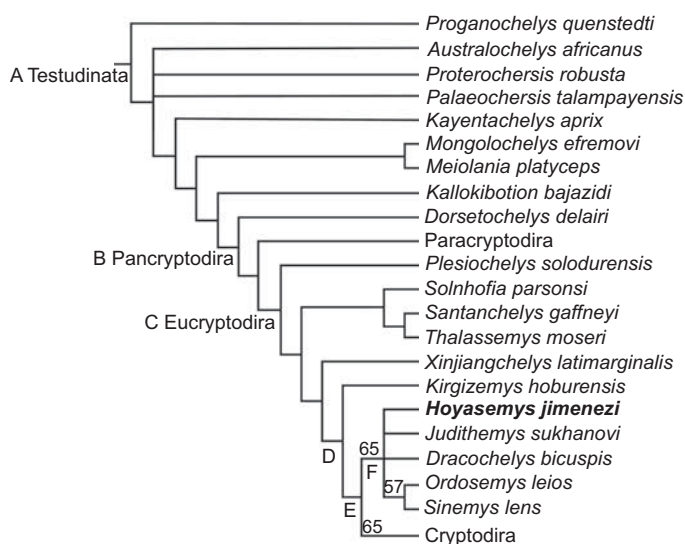 Proganochelys quenstedti
Australochelys africanus
A Testudinata
Proterochersis robusta
Palaeochersis talampayensis
Kayentachelys aprix
Mongolochelys efremovi
Meiolania platyceps
Kallokibotion bajazidi
Dorsetochelys delairi
Paracryptodira
B Pancryptodira
Plesiochelys solodurensis
Solnhofia parsonsi
Santanchelys gaffneyi
C Eucryptodira
Thalassemys moseri
Xinjiangchelys latimarginalis
Kirgizemys hoburensis
Hoyasemys jimenezi
Judithemys sukhanovi
D
65
Dracochelys bicuspis
F
57
Ordosemys leios
Sinemys lens
E
65
Cryptodira